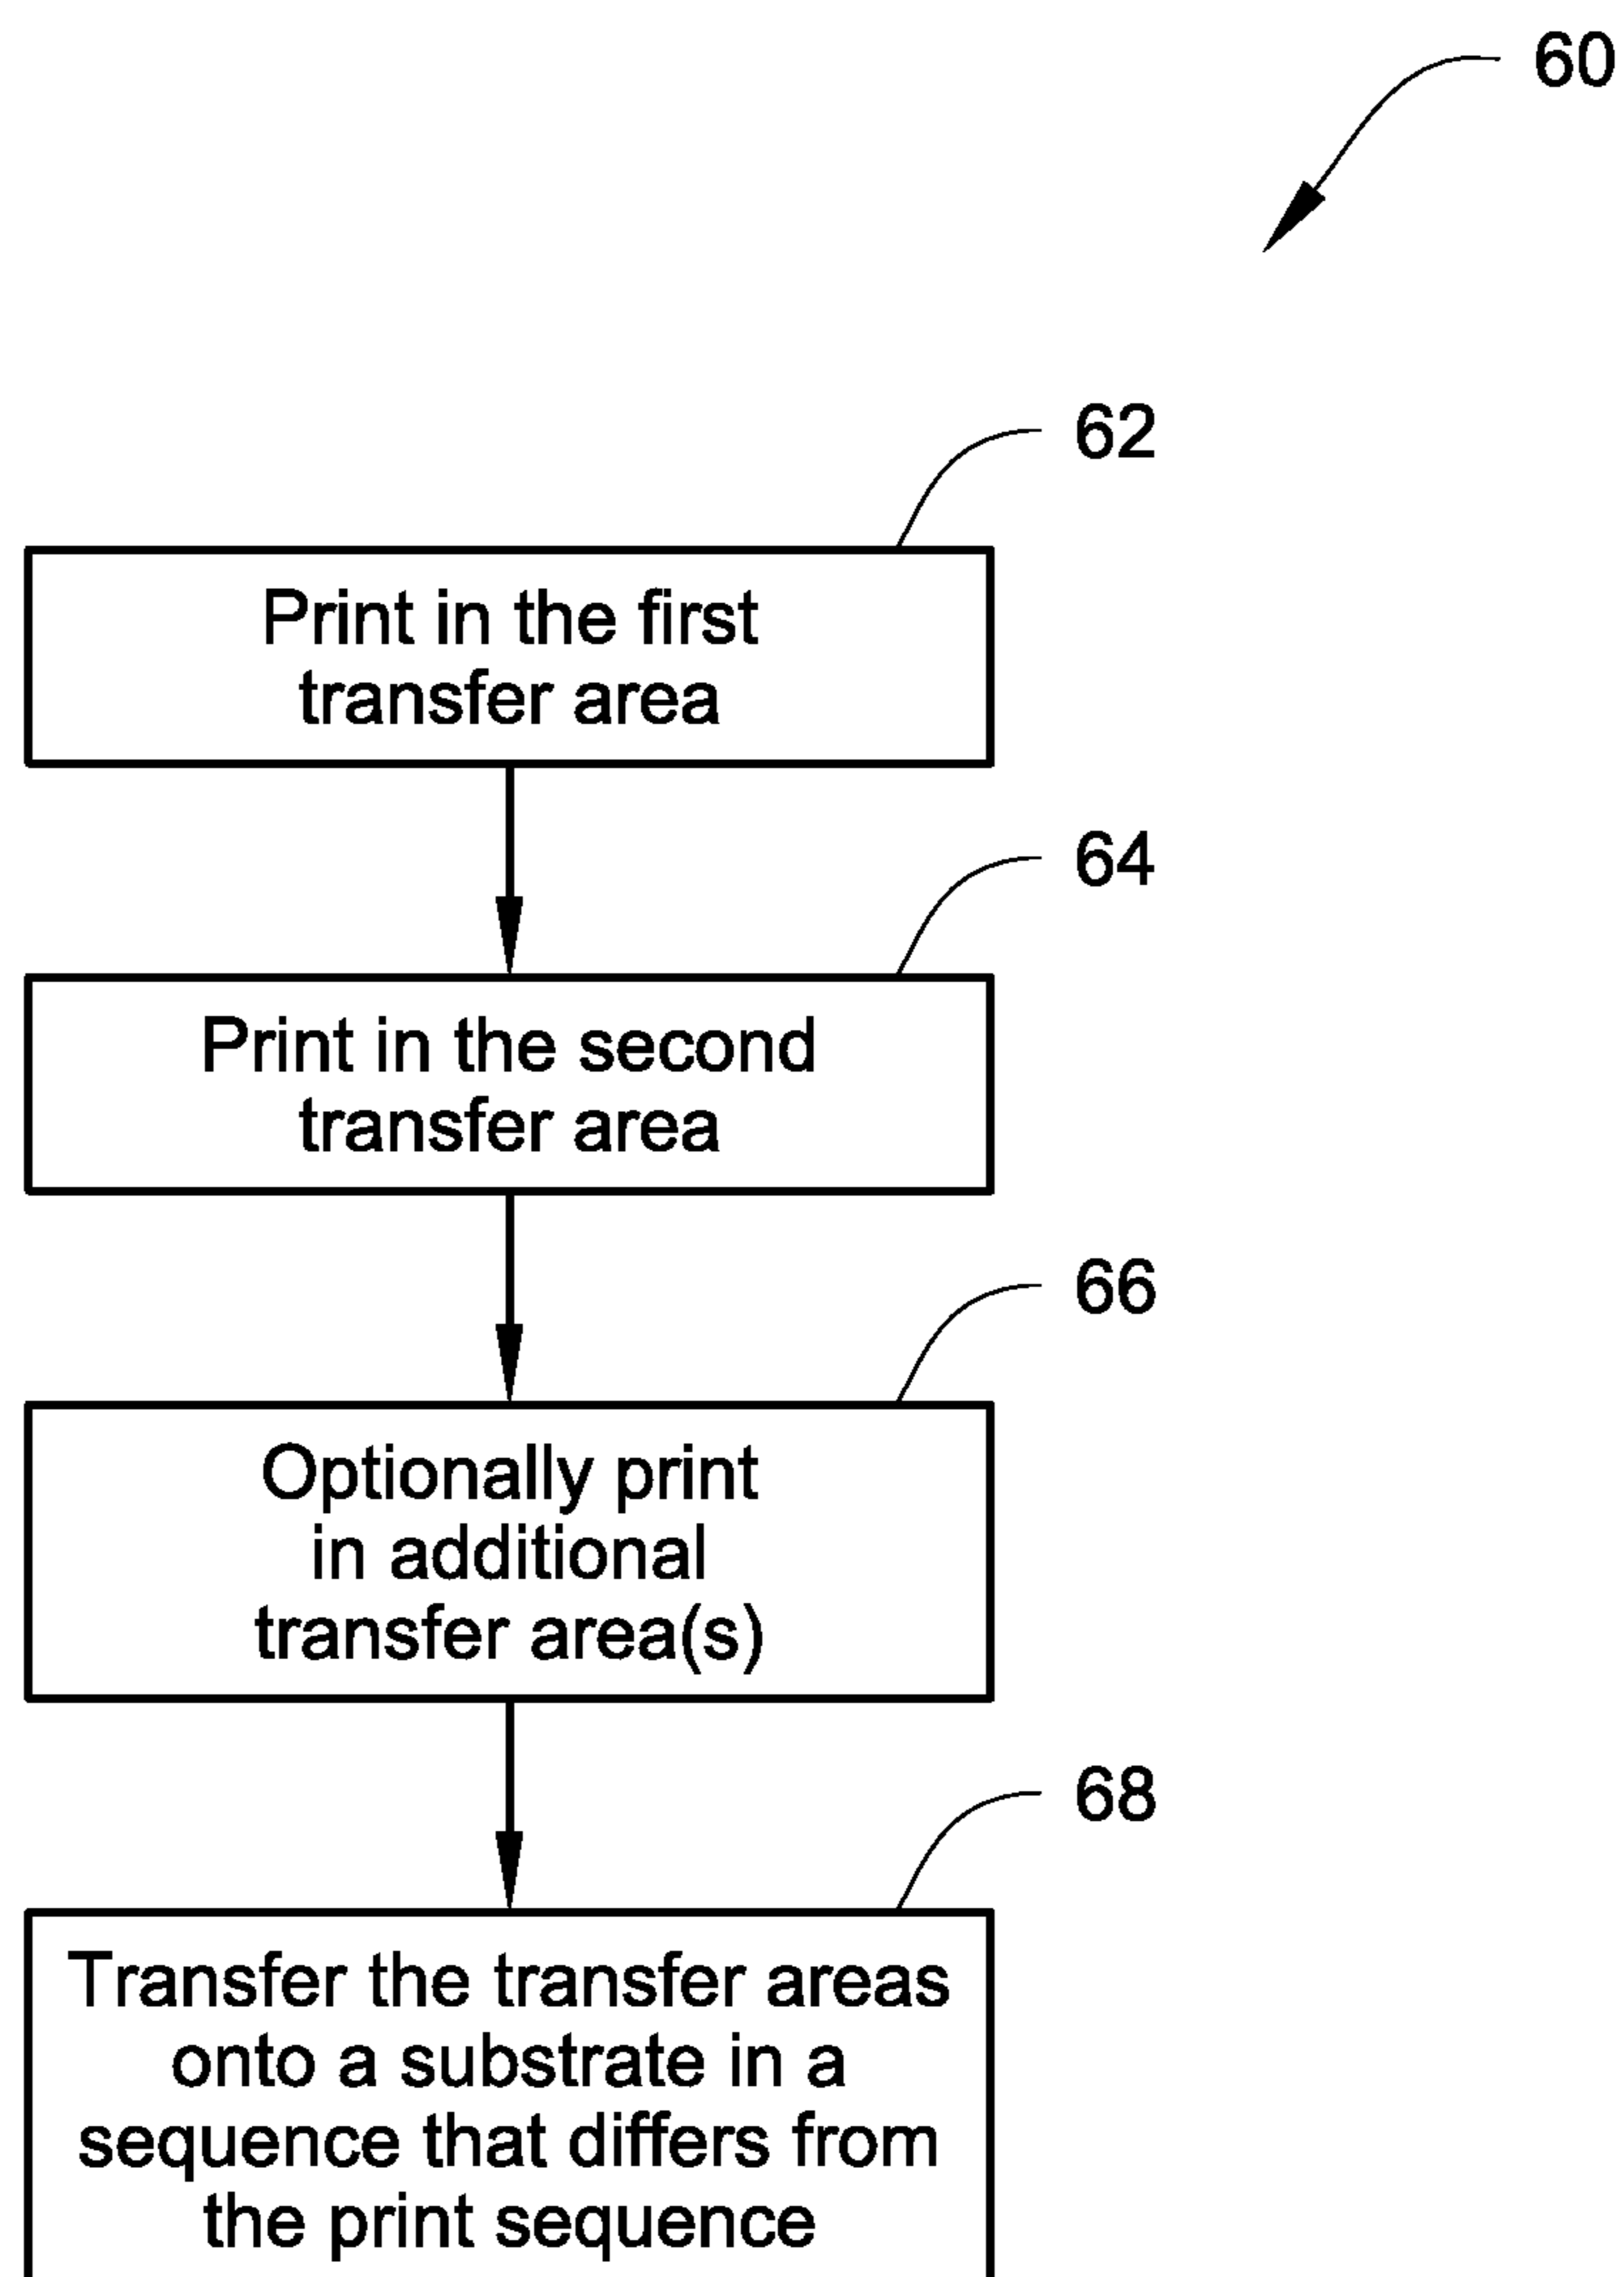 60
62
Print in the first
transfer area
64
Print in the second
transfer area
66
Optionally print
in additional
transfer area(s)
68
Transfer the transfer areas
onto a substrate in a
sequence that differs from
the print sequence